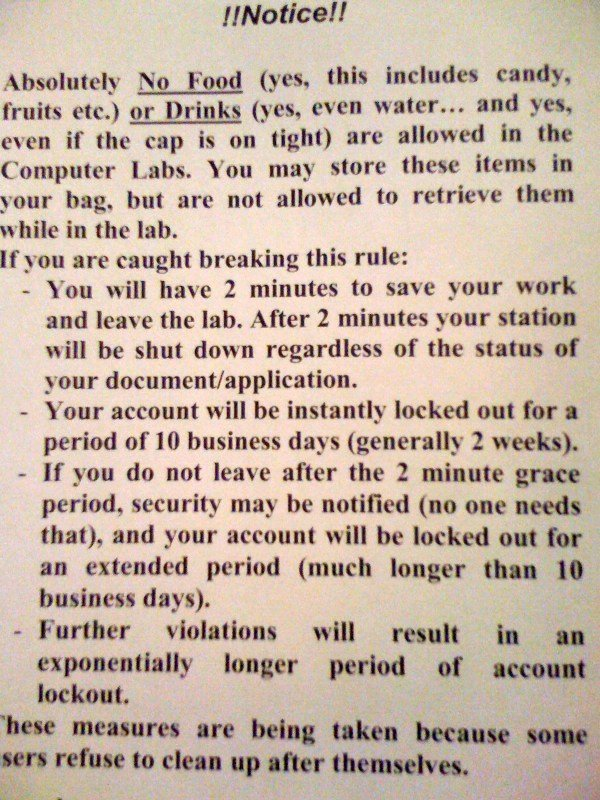 !!Notice!!
Absolutely No Food (yes, this includes candy,
fruits etc.) or Drinks (yes, even water... and yes,
even if the cap is on tight) are allowed in the
Computer Labs. You may store these items in
your bag, but are not allowed to retrieve them
while in the lab.
If you are caught breaking this rule:
- You will have 2 minutes to save your work
and leave the lab. After 2 minutes your station
will be shut down regardless of the status of
your document/application.
- Your account will be instantly locked out for a
period of 10 business days (generally 2 weeks).
- If you do not leave after the 2 minute grace
period, security may be notified (no one needs
that), and your account will be locked out for
an extended period (much longer than 10
business days).
- Further violations will result in an
exponentially longer period of account
lockout.
These measures are being taken because some
users refuse to clean up after themselves.